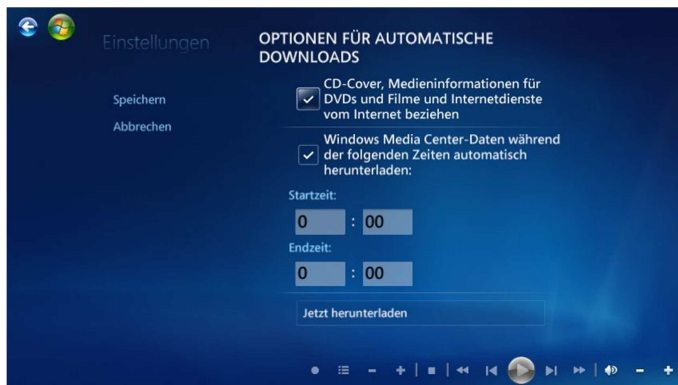 Einstellungen
OPTIONEN FÜR AUTOMATISCHE
DOWNLOADS
Speichern
Abbrechen
CD-Cover, Medieninformationen für
DVDs und Filme und Internetdienste
vom Internet beziehen
Windows Media Center-Daten während
der folgenden Zeiten automatisch
herunterladen:
Startzeit:
0 : 00
Endzeit:
0 : 00
Jetzt herunterladen